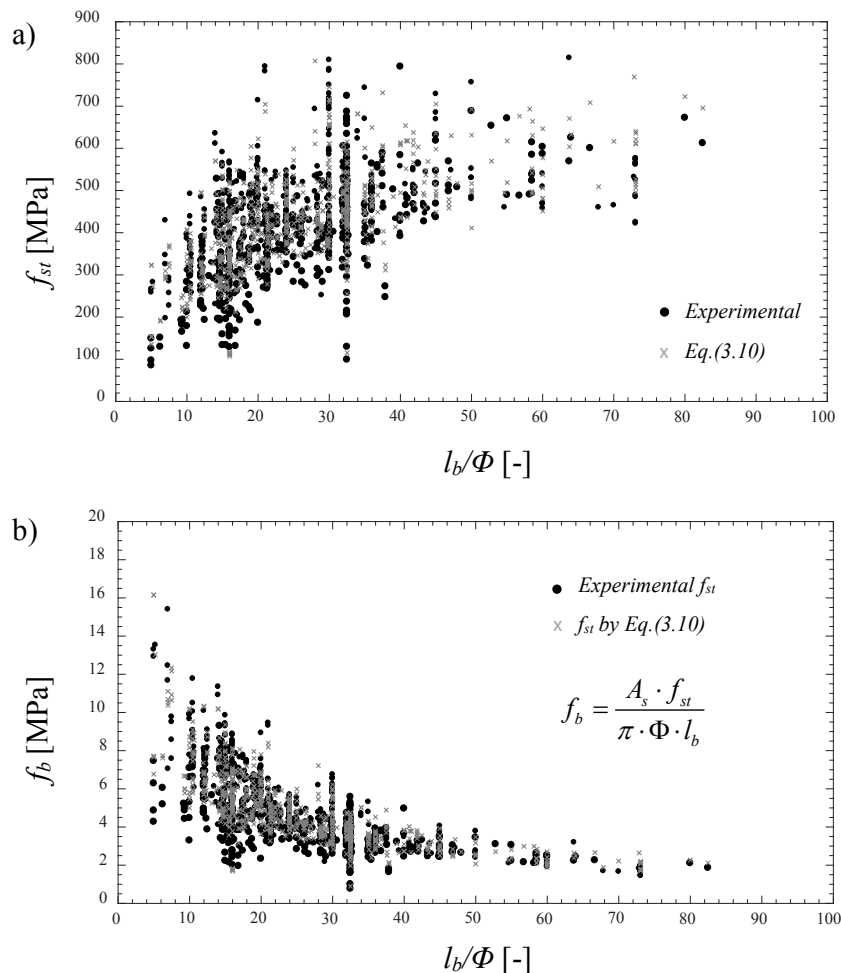 a)
900
800
700
600
500
400
300
200
100
0
f_st [MPa]
Experimental
Eq.(3.10)
0 10 20 30 40 50 60 70 80 90 100
l_b/Φ [-]
b)
20
18
16
14
12
10
8
6
4
2
0
f_b [MPa]
Experimental f_st
f_st by Eq.(3.10)
f_b = A_s · f_st / π · Φ · l_b
0 10 20 30 40 50 60 70 80 90 100
l_b/Φ [-]